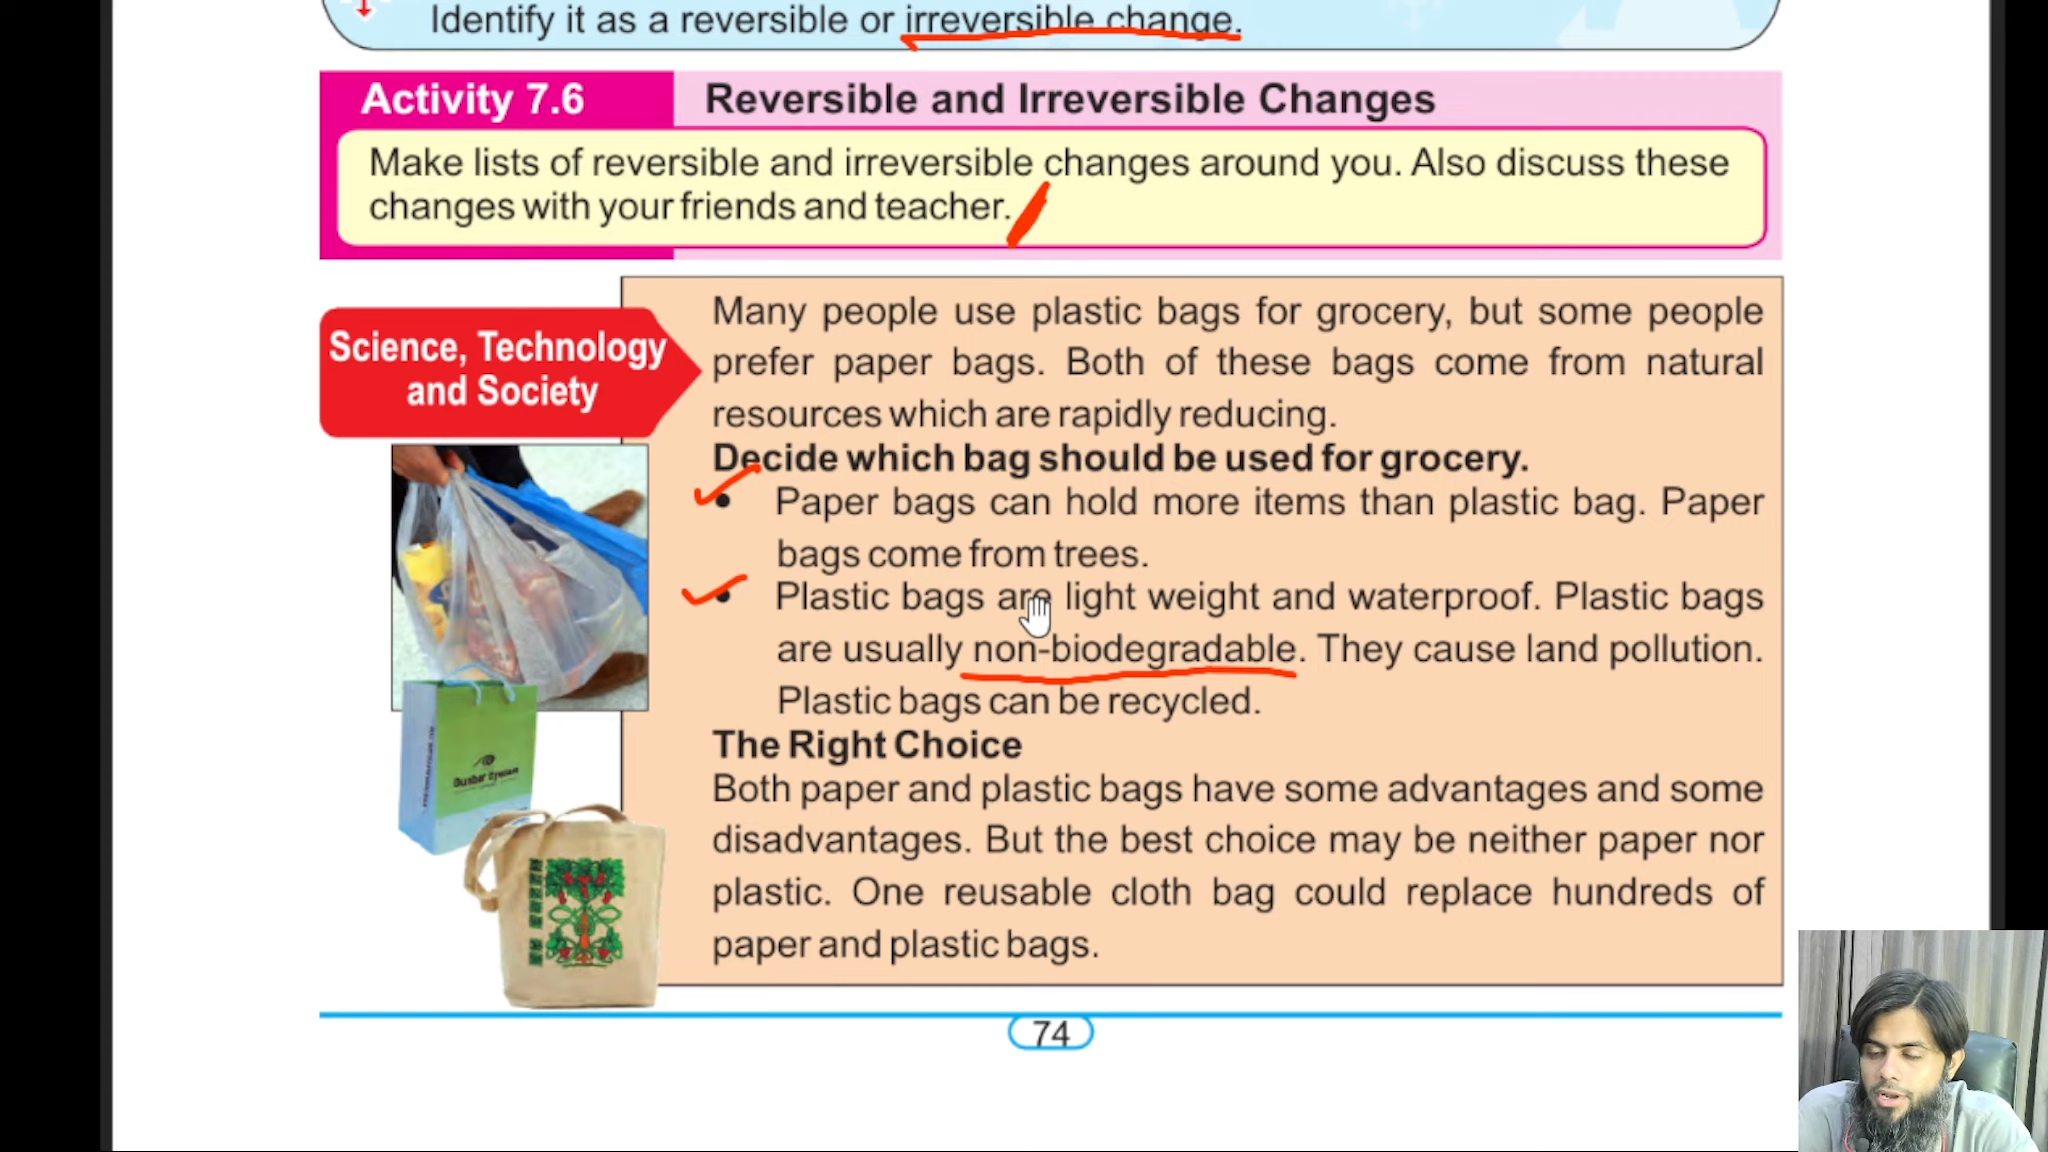 Identify it as a reversible or irreversible change.
Activity 7.6
Reversible and Irreversible Changes
Make lists of reversible and irreversible changes around you. Also discuss these
changes with your friends and teacher.
Science, Technology
and Society
Many people use plastic bags for grocery, but some people
prefer paper bags. Both of these bags come from natural
resources which are rapidly reducing.
Decide which bag should be used for grocery.
• Paper bags can hold more items than plastic bag. Paper
bags come from trees.
• Plastic bags are light weight and waterproof. Plastic bags
are usually non-biodegradable. They cause land pollution.
Plastic bags can be recycled.
The Right Choice
Both paper and plastic bags have some advantages and some
disadvantages. But the best choice may be neither paper nor
plastic. One reusable cloth bag could replace hundreds of
paper and plastic bags.
74